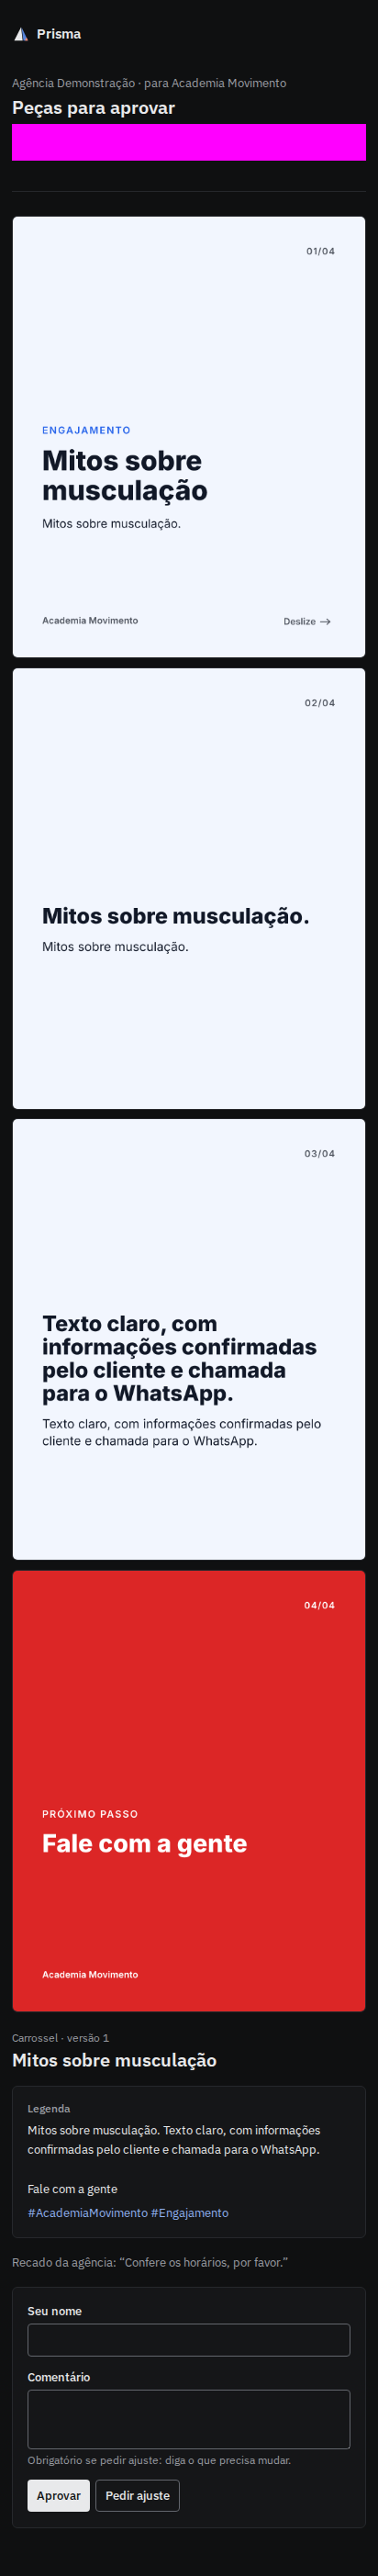 Prisma
Agência Demonstração · para Academia Movimento
Peças para aprovar
01/04
ENGAJAMENTO
Mitos sobre
musculação
Mitos sobre musculação.
Academia Movimento
Deslize →
02/04
Mitos sobre musculação.
Mitos sobre musculação.
03/04
Texto claro, com
informações confirmadas
pelo cliente e chamada
para o WhatsApp.
Texto claro, com informações confirmadas pelo
cliente e chamada para o WhatsApp.
04/04
PRÓXIMO PASSO
Fale com a gente
Academia Movimento
Carrossel · versão 1
Mitos sobre musculação
Legenda
Mitos sobre musculação. Texto claro, com informações
confirmadas pelo cliente e chamada para o WhatsApp.
Fale com a gente
#AcademiaMovimento #Engajamento
Recado da agência: “Confere os horários, por favor.”
Seu nome
Comentário
Obrigatório se pedir ajuste: diga o que precisa mudar.
Aprovar
Pedir ajuste